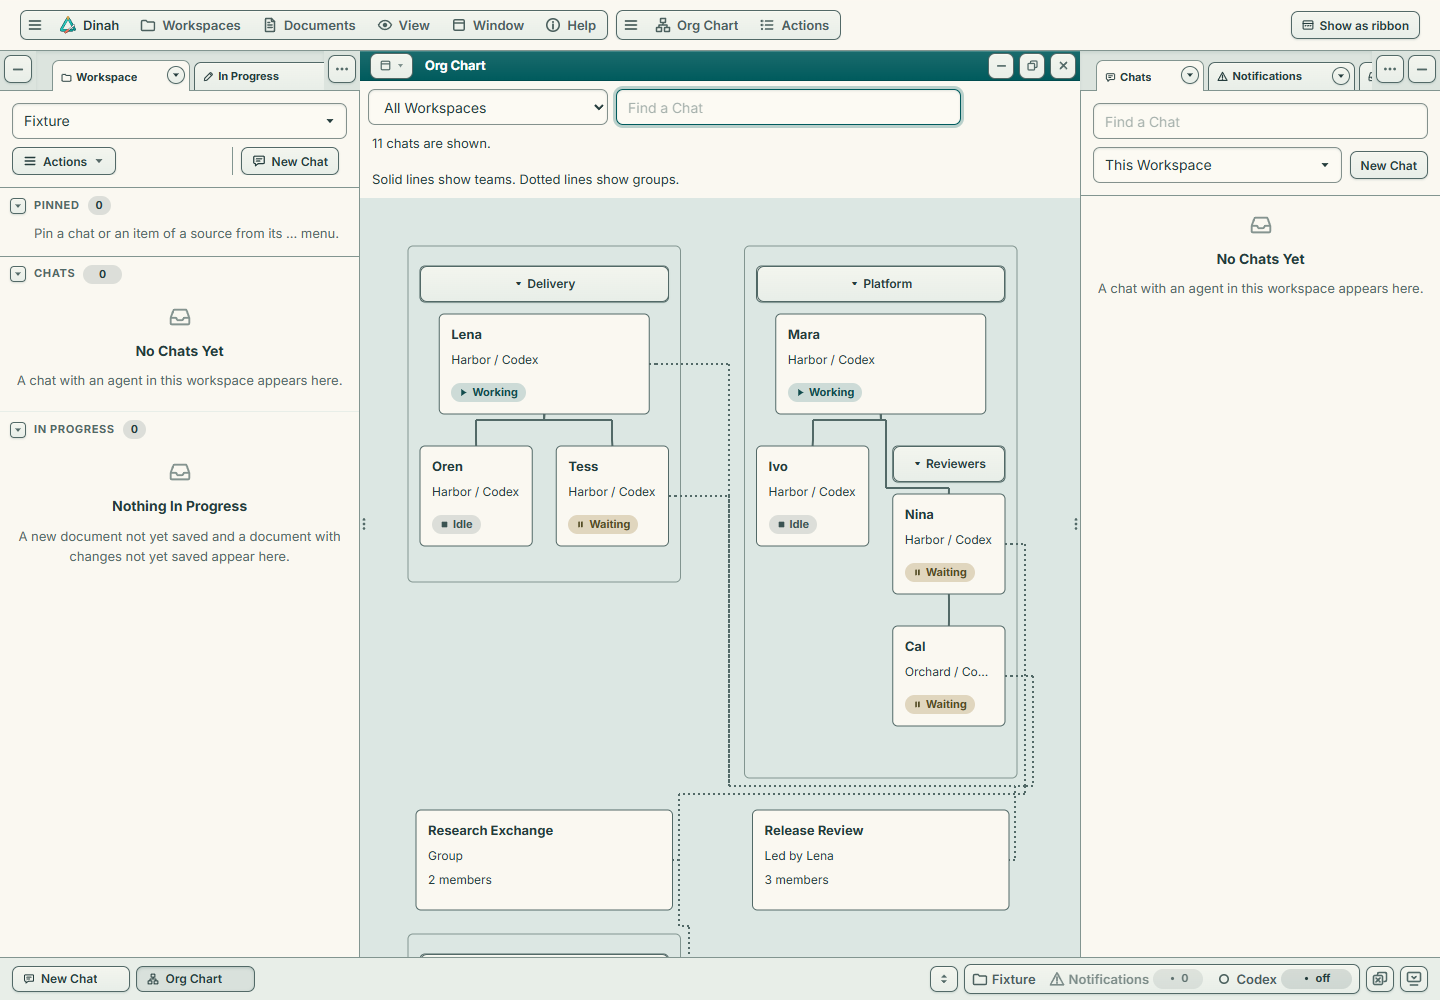 Dinah
Workspaces
Documents
View
Window
Help
Org Chart
Actions
Show as ribbon
Workspace
In Progress
Org Chart
Chats
Notifications
Fixture
Actions
New Chat
PINNED 0
Pin a chat or an item of a source from its ... menu.
CHATS 0
No Chats Yet
A chat with an agent in this workspace appears here.
IN PROGRESS 0
Nothing In Progress
A new document not yet saved and a document with
changes not yet saved appear here.
All Workspaces
Find a Chat
11 chats are shown.
Solid lines show teams. Dotted lines show groups.
Delivery
Lena
Harbor / Codex
Working
Oren
Harbor / Codex
Idle
Tess
Harbor / Codex
Waiting
Platform
Mara
Harbor / Codex
Working
Ivo
Harbor / Codex
Idle
Reviewers
Nina
Harbor / Codex
Waiting
Cal
Orchard / Co...
Waiting
Research Exchange
Group
2 members
Release Review
Led by Lena
3 members
Find a Chat
This Workspace
New Chat
No Chats Yet
A chat with an agent in this workspace appears here.
New Chat
Org Chart
Fixture
Notifications
• 0
Codex
• off